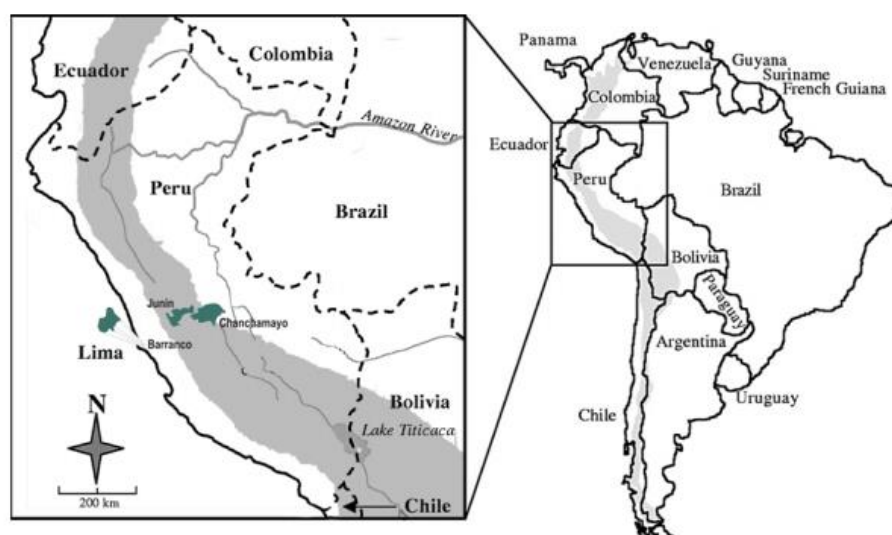 Ecuador
Colombia
Amazon River
Peru
Brazil
Junín
Chanchamayo
Lima
Barranco
Bolivia
Lake Titicaca
N
200 km
Chile
Panama
Venezuela
Guyana
Suriname
French Guiana
Colombia
Ecuador
Peru
Brazil
Bolivia
Paraguay
Argentina
Chile
Uruguay